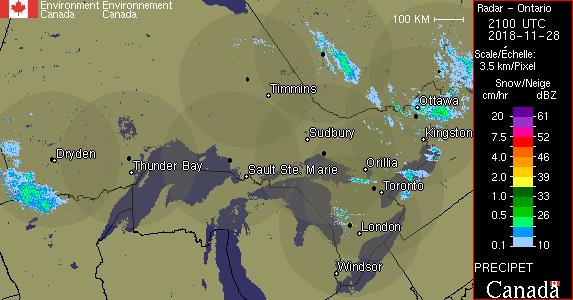 Environment Environnement
Canada Canada
100 KM
Timmins
Ottawa
Sudbury
Kingston
Dryden
Thunder Bay
Sault Ste. Marie
Orillia
Toronto
London
Windsor
Radar - Ontario
2100 UTC
2018-11-28
Scale/Échelle:
3.5 km/Pixel
Snow/Neige
cm/hr dBZ
20 61
7.5 52
4.0 46
2.0 39
1.0 33
0.5 26
0.1 10
PRECIPET
Canada